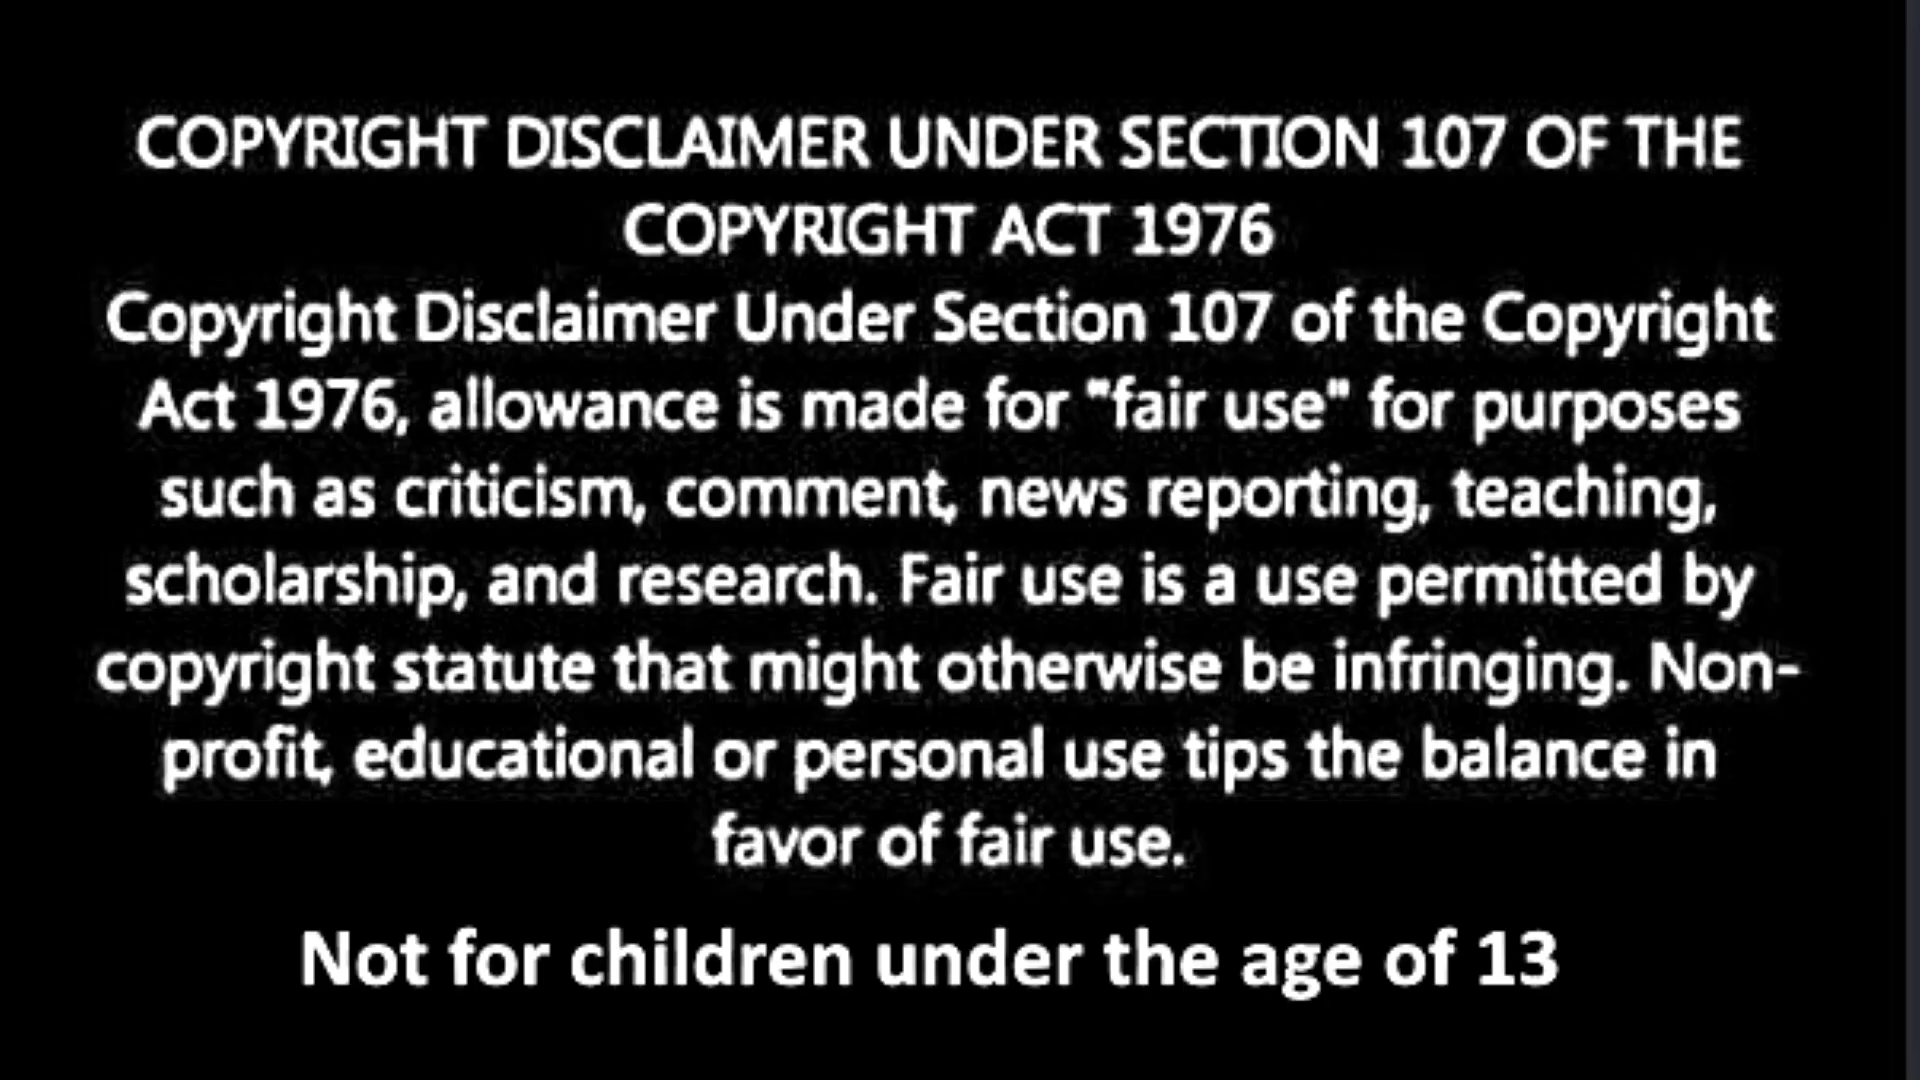 COPYRIGHT DISCLAIMER UNDER SECTION 107 OF THE
COPYRIGHT ACT 1976
Copyright Disclaimer Under Section 107 of the Copyright
Act 1976, allowance is made for "fair use" for purposes
such as criticism, comment, news reporting, teaching,
scholarship, and research. Fair use is a use permitted by
copyright statute that might otherwise be infringing. Non-
profit, educational or personal use tips the balance in
favor of fair use.
Not for children under the age of 13